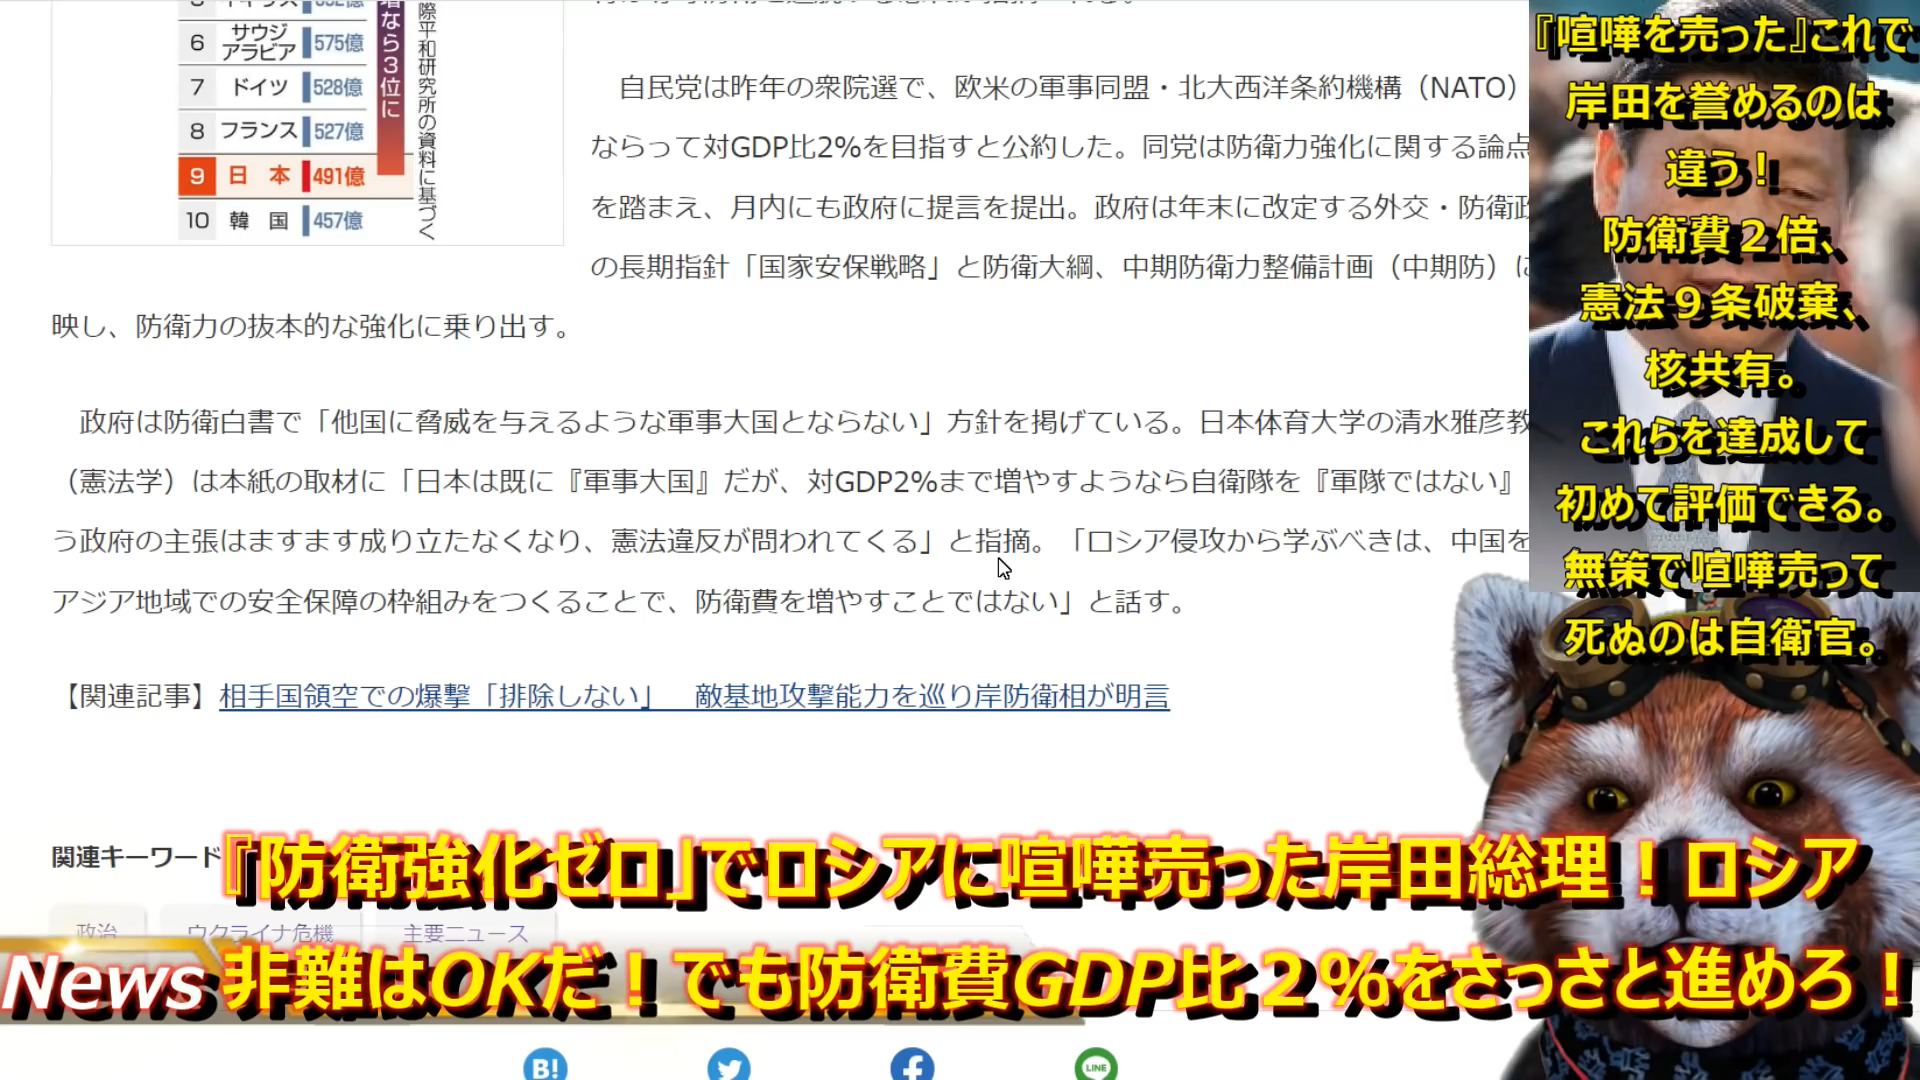 6 サウジアラビア 575億
7 ドイツ 528億
8 フランス 527億
9 日本 491億
10 韓国 457億
なら3位に
際平和研究所の資料に基づく
自民党は昨年の衆院選で、欧米の軍事同盟・北大西洋条約機構（NATO）
ならって対GDP比2%を目指すと公約した。同党は防衛力強化に関する論点
を踏まえ、月内にも政府に提言を提出。政府は年末に改定する外交・防衛政
の長期指針「国家安保戦略」と防衛大綱、中期防衛力整備計画（中期防）に
映し、防衛力の抜本的な強化に乗り出す。
政府は防衛白書で「他国に脅威を与えるような軍事大国とならない」方針を掲げている。日本体育大学の清水雅彦教
（憲法学）は本紙の取材に「日本は既に『軍事大国』だが、対GDP2%まで増やすようなら自衛隊を『軍隊ではない』
う政府の主張はますます成り立たなくなり、憲法違反が問われてくる」と指摘。「ロシア侵攻から学ぶべきは、中国を
アジア地域での安全保障の枠組みをつくることで、防衛費を増やすことではない」と話す。
【関連記事】相手国領空での爆撃「排除しない」　敵基地攻撃能力を巡り岸防衛相が明言
関連キーワード
政治 ウクライナ危機 主要ニュース
『喧嘩を売った』これで
岸田を誉めるのは
違う！
防衛費２倍、
憲法９条破棄、
核共有。
これらを達成して
初めて評価できる。
無策で喧嘩売って
死ぬのは自衛官。
『防衛強化ゼロ」でロシアに喧嘩売った岸田総理！ロシア
News 非難はOKだ！でも防衛費GDP比２％をさっさと進めろ！
B!
LINE